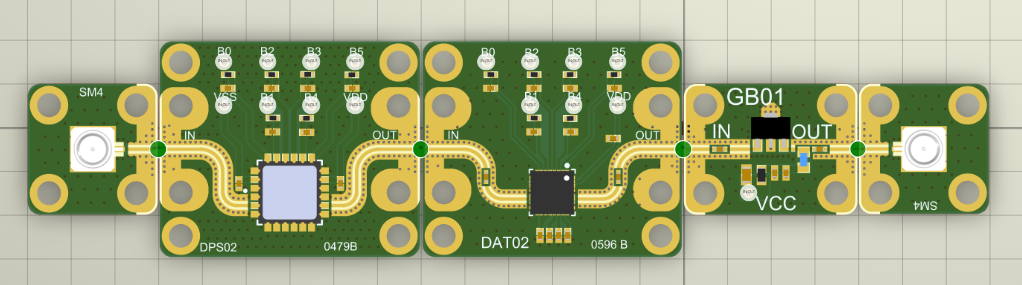 SM4
B0 B2 B3 B5
VSS B1 B4 VDD
IN OUT
DPS02 0479B
B0 B2 B3 B5
B1 B4 VDD
IN OUT
DAT02 0596 B
GB01
IN OUT
VCC
SM4